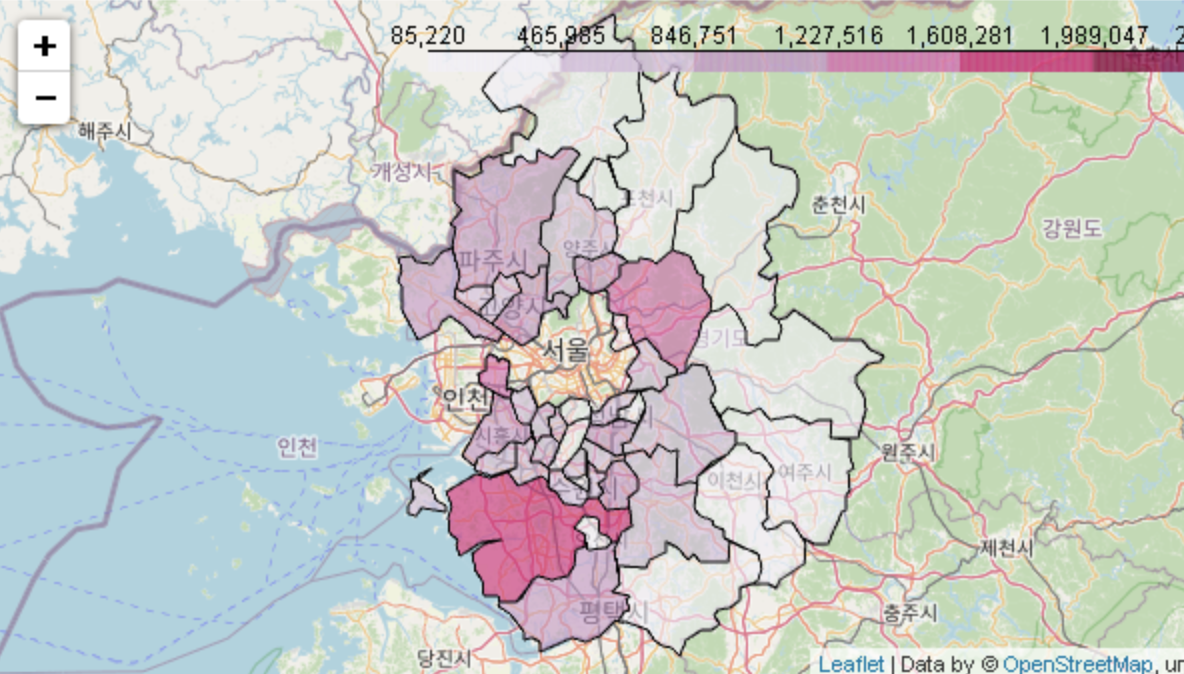 +
−
85,220 465,985 846,751 1,227,516 1,608,281 1,989,047
해주시
개성시
포천시
춘천시
강원도
양주시
파주시
고양시
경기도
서울
인천
시흥시
성남시
인천
원주시
이천시
여주시
수원시
제천시
평택시
충주시
당진시
Leaflet | Data by © OpenStreetMap, un